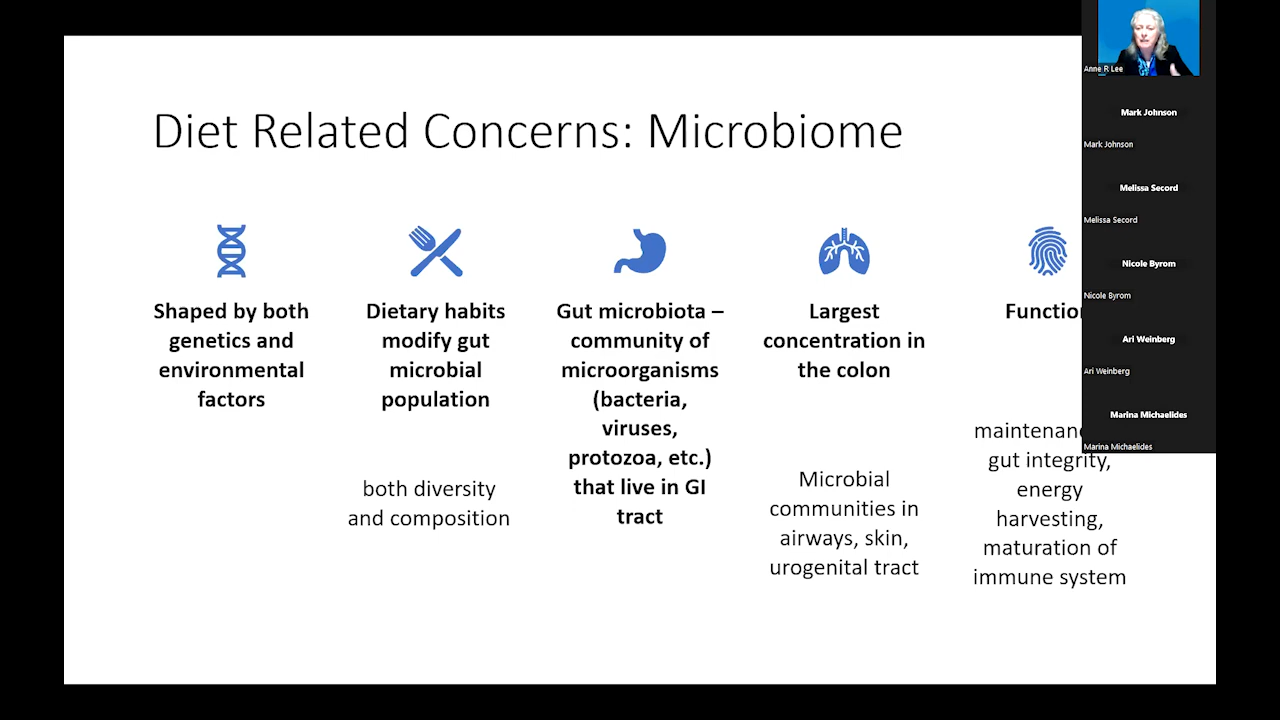 Diet Related Concerns: Microbiome
Shaped by both
genetics and
environmental
factors
Dietary habits
modify gut
microbial
population
both diversity
and composition
Gut microbiota –
community of
microorganisms
(bacteria,
viruses,
protozoa, etc.)
that live in GI
tract
Largest
concentration in
the colon
Microbial
communities in
airways, skin,
urogenital tract
gut integrity,
energy
harvesting,
maturation of
immune system
Anne R Lee
Mark Johnson
Mark Johnson
Melissa Secord
Melissa Secord
Nicole Byrom
Nicole Byrom
Ari Weinberg
Ari Weinberg
Marina Michaelides
Marina Michaelides